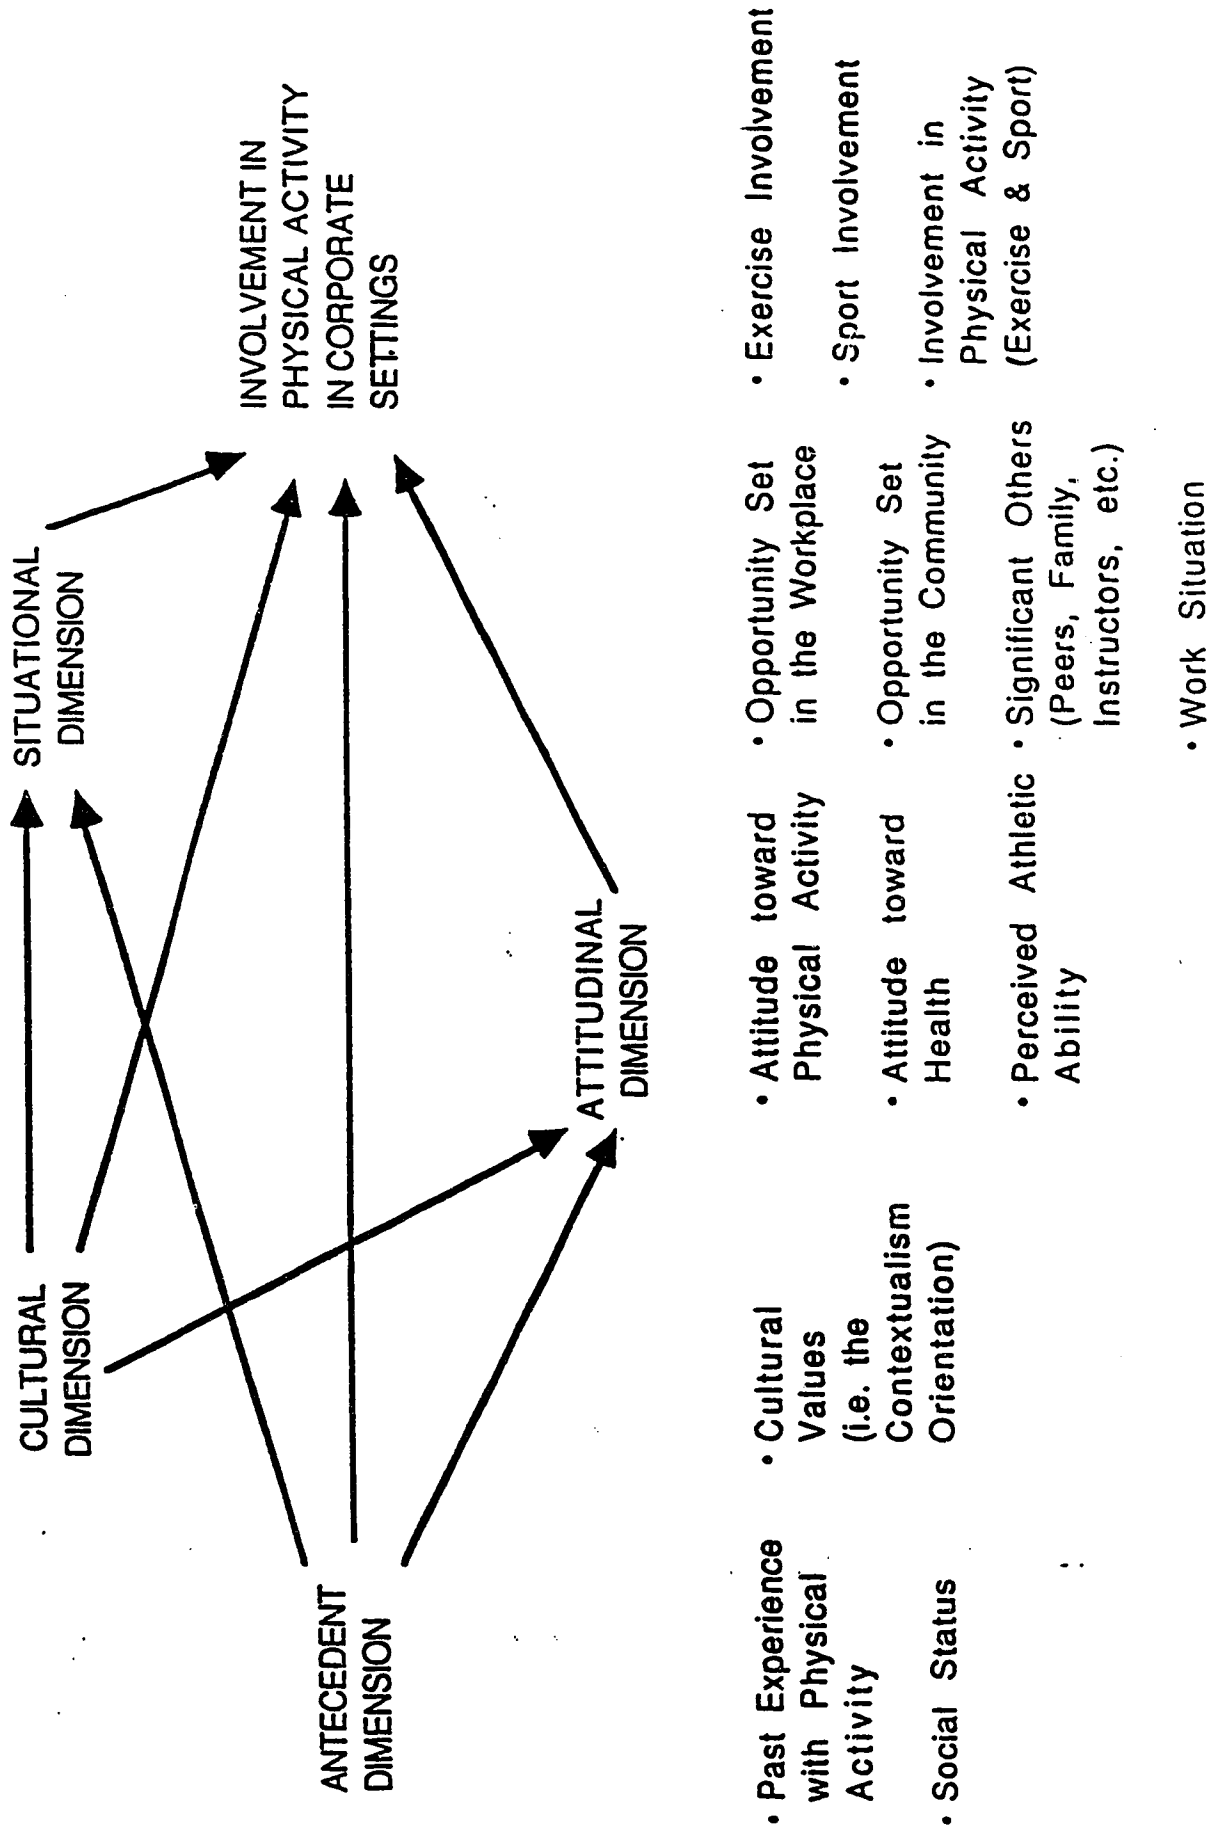 CULTURAL
DIMENSION
SITUATIONAL
DIMENSION
ANTECEDENT
DIMENSION
INVOLVEMENT IN
PHYSICAL ACTIVITY
IN CORPORATE
SETTINGS
ATTITUDINAL
DIMENSION
• Past Experience
with Physical
Activity
• Social Status
• Cultural
Values
(i.e. the
Contextualism
Orientation)
• Attitude toward
Physical Activity
• Attitude toward
Health
• Perceived Athletic
Ability
• Opportunity Set
in the Workplace
• Opportunity Set
in the Community
• Significant Others
(Peers, Family,
Instructors, etc.)
• Work Situation
• Exercise Involvement
• Sport Involvement
• Involvement in
Physical Activity
(Exercise & Sport)